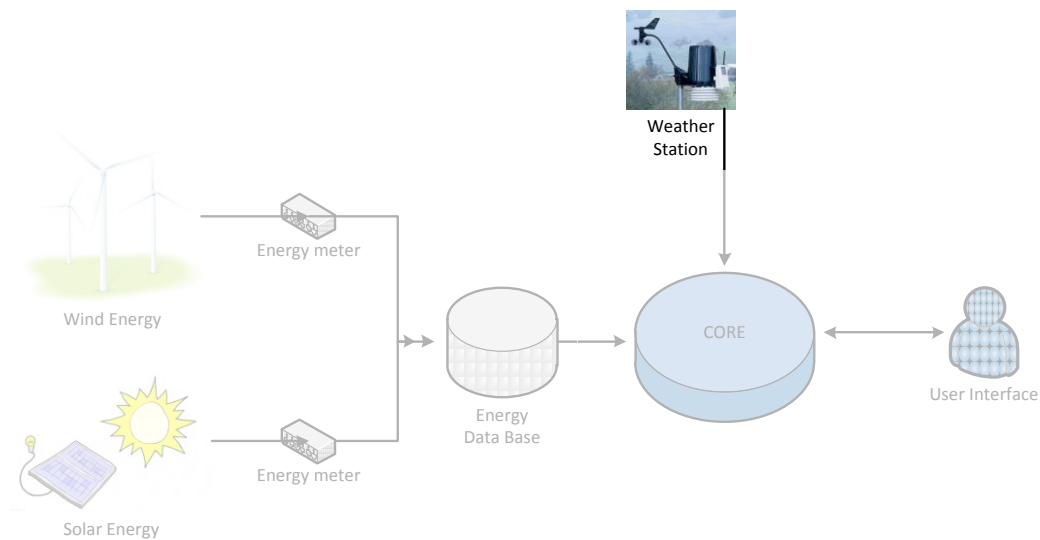 Weather
Station
Energy meter
Wind Energy
CORE
User Interface
Energy
Data Base
Energy meter
Solar Energy